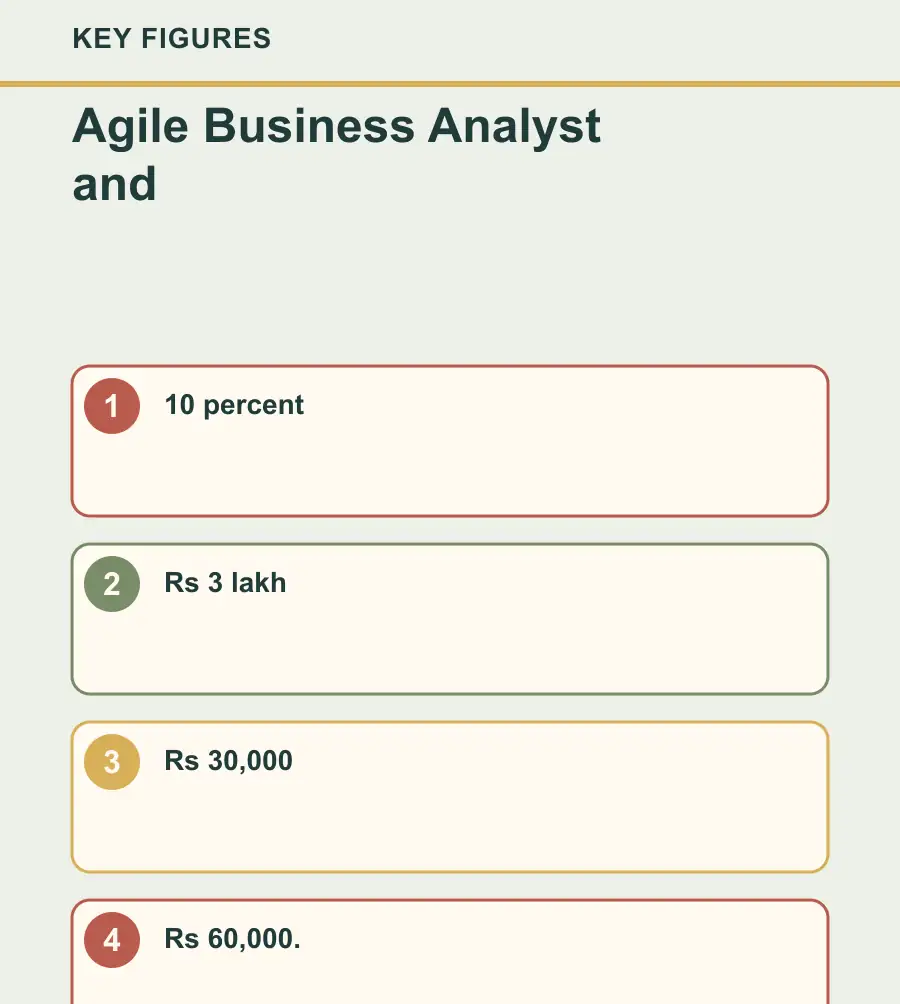 KEY FIGURES
Agile Business Analyst
and
1 10 percent
2 Rs 3 lakh
3 Rs 30,000
4 Rs 60,000.